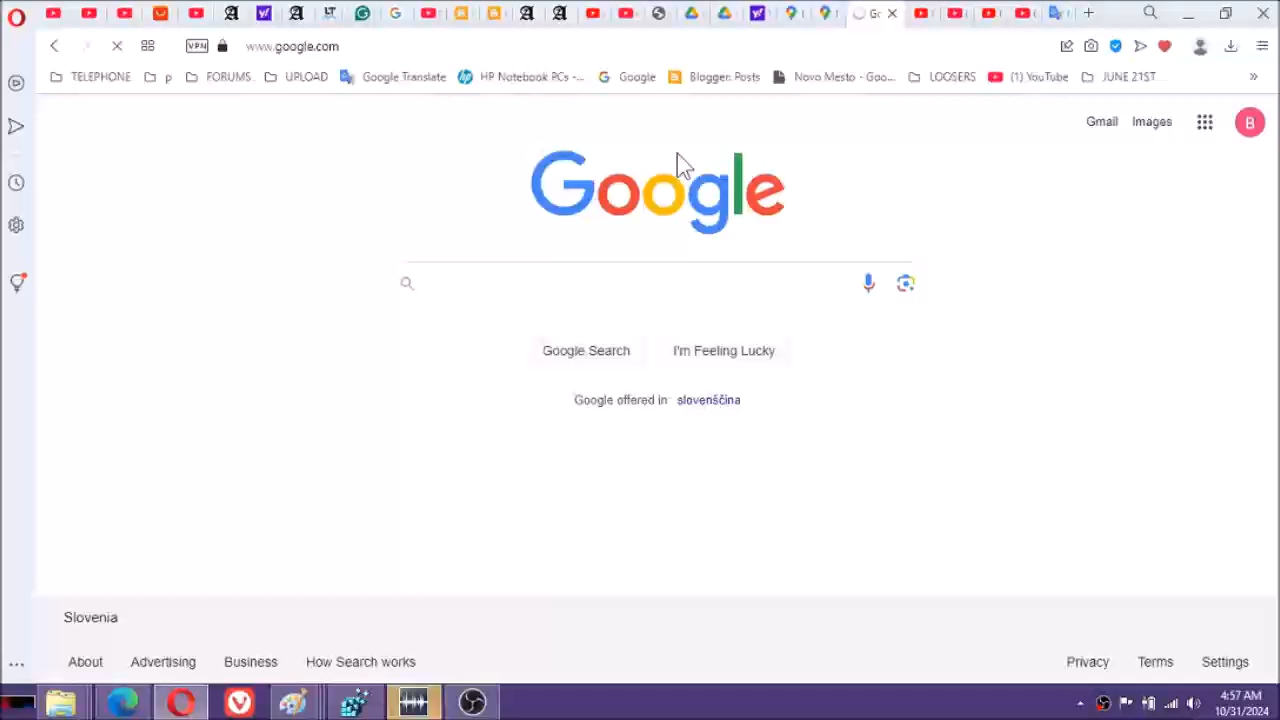 Go
VPN www.google.com
TELEPHONE p FORUMS UPLOAD Google Translate HP Notebook PCs -... Google Blogger: Posts Novo Mesto - Goo... LOOSERS (1) YouTube JUNE 21ST...
Gmail Images B
Google
Google Search I'm Feeling Lucky
Google offered in slovenščina
Slovenia
About Advertising Business How Search works Privacy Terms Settings
4:57 AM
10/31/2024